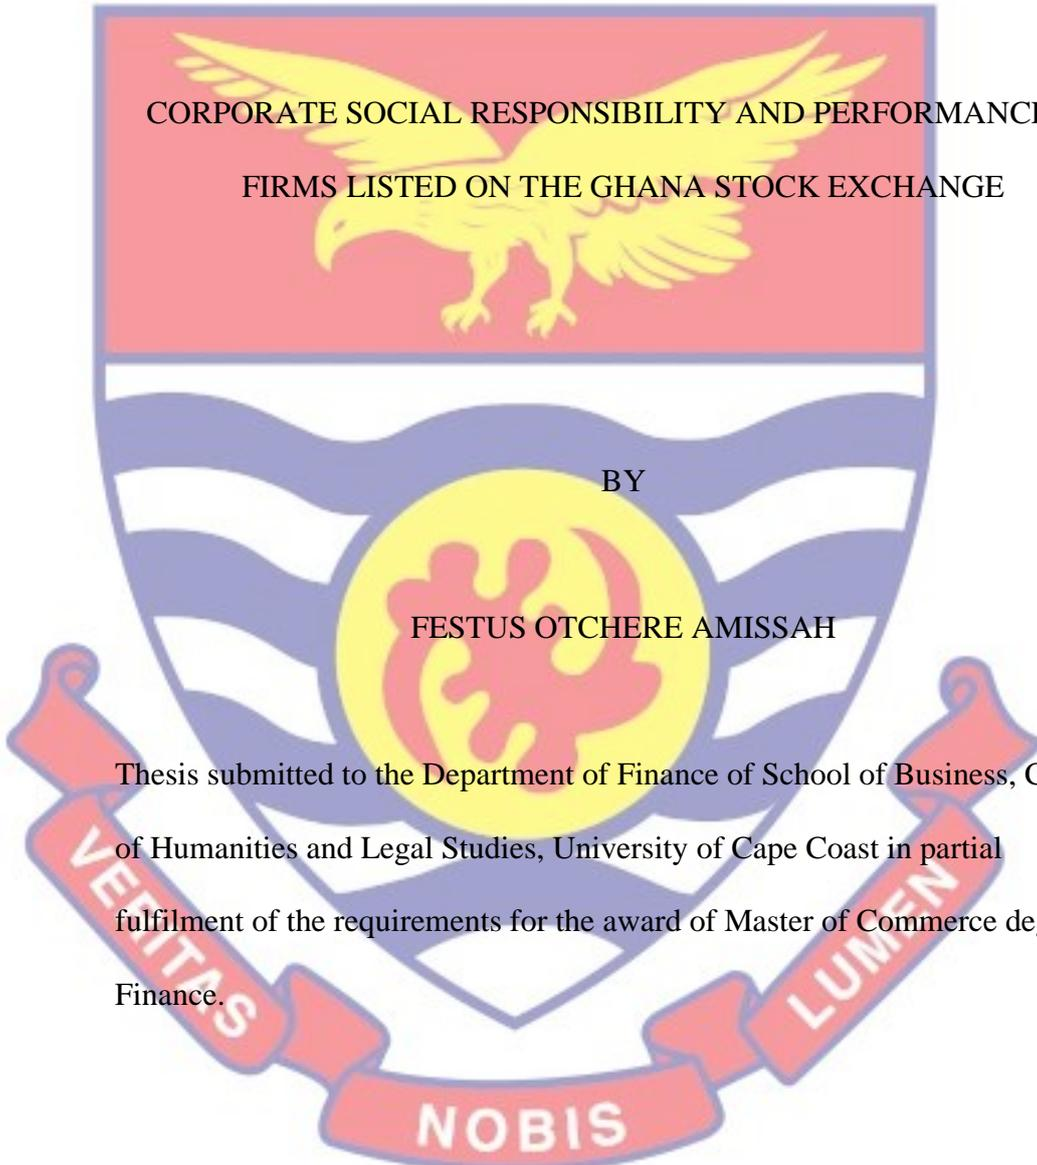 CORPORATE SOCIAL RESPONSIBILITY AND PERFORMANC
FIRMS LISTED ON THE GHANA STOCK EXCHANGE
BY
FESTUS OTCHERE AMISSAH
Thesis submitted to the Department of Finance of School of Business,
of Humanities and Legal Studies, University of Cape Coast in partial
fulfilment of the requirements for the award of Master of Commerce
Finance.
VERITAS
NOBIS
LUMEN